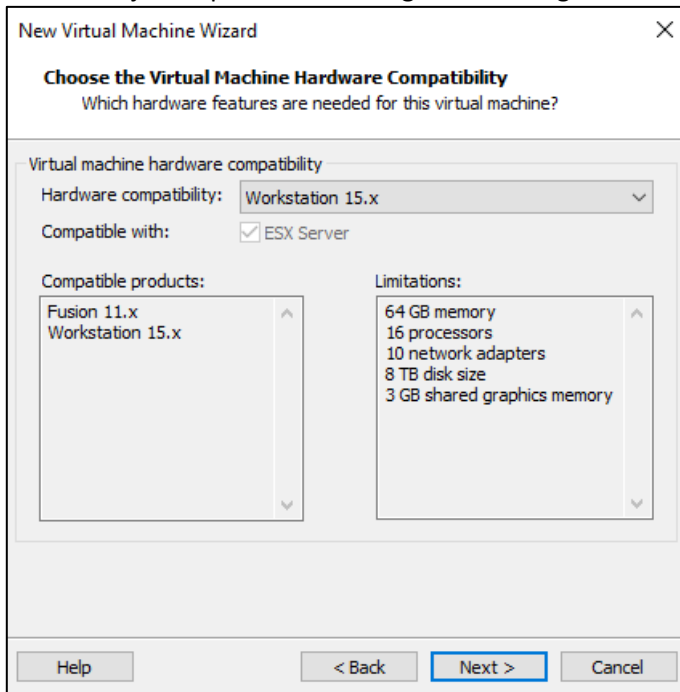 New Virtual Machine Wizard
Choose the Virtual Machine Hardware Compatibility
Which hardware features are needed for this virtual machine?
Virtual machine hardware compatibility
Hardware compatibility: Workstation 15.x
Compatible with: ESX Server
Compatible products:
Fusion 11.x
Workstation 15.x
Limitations:
64 GB memory
16 processors
10 network adapters
8 TB disk size
3 GB shared graphics memory
Help < Back Next > Cancel